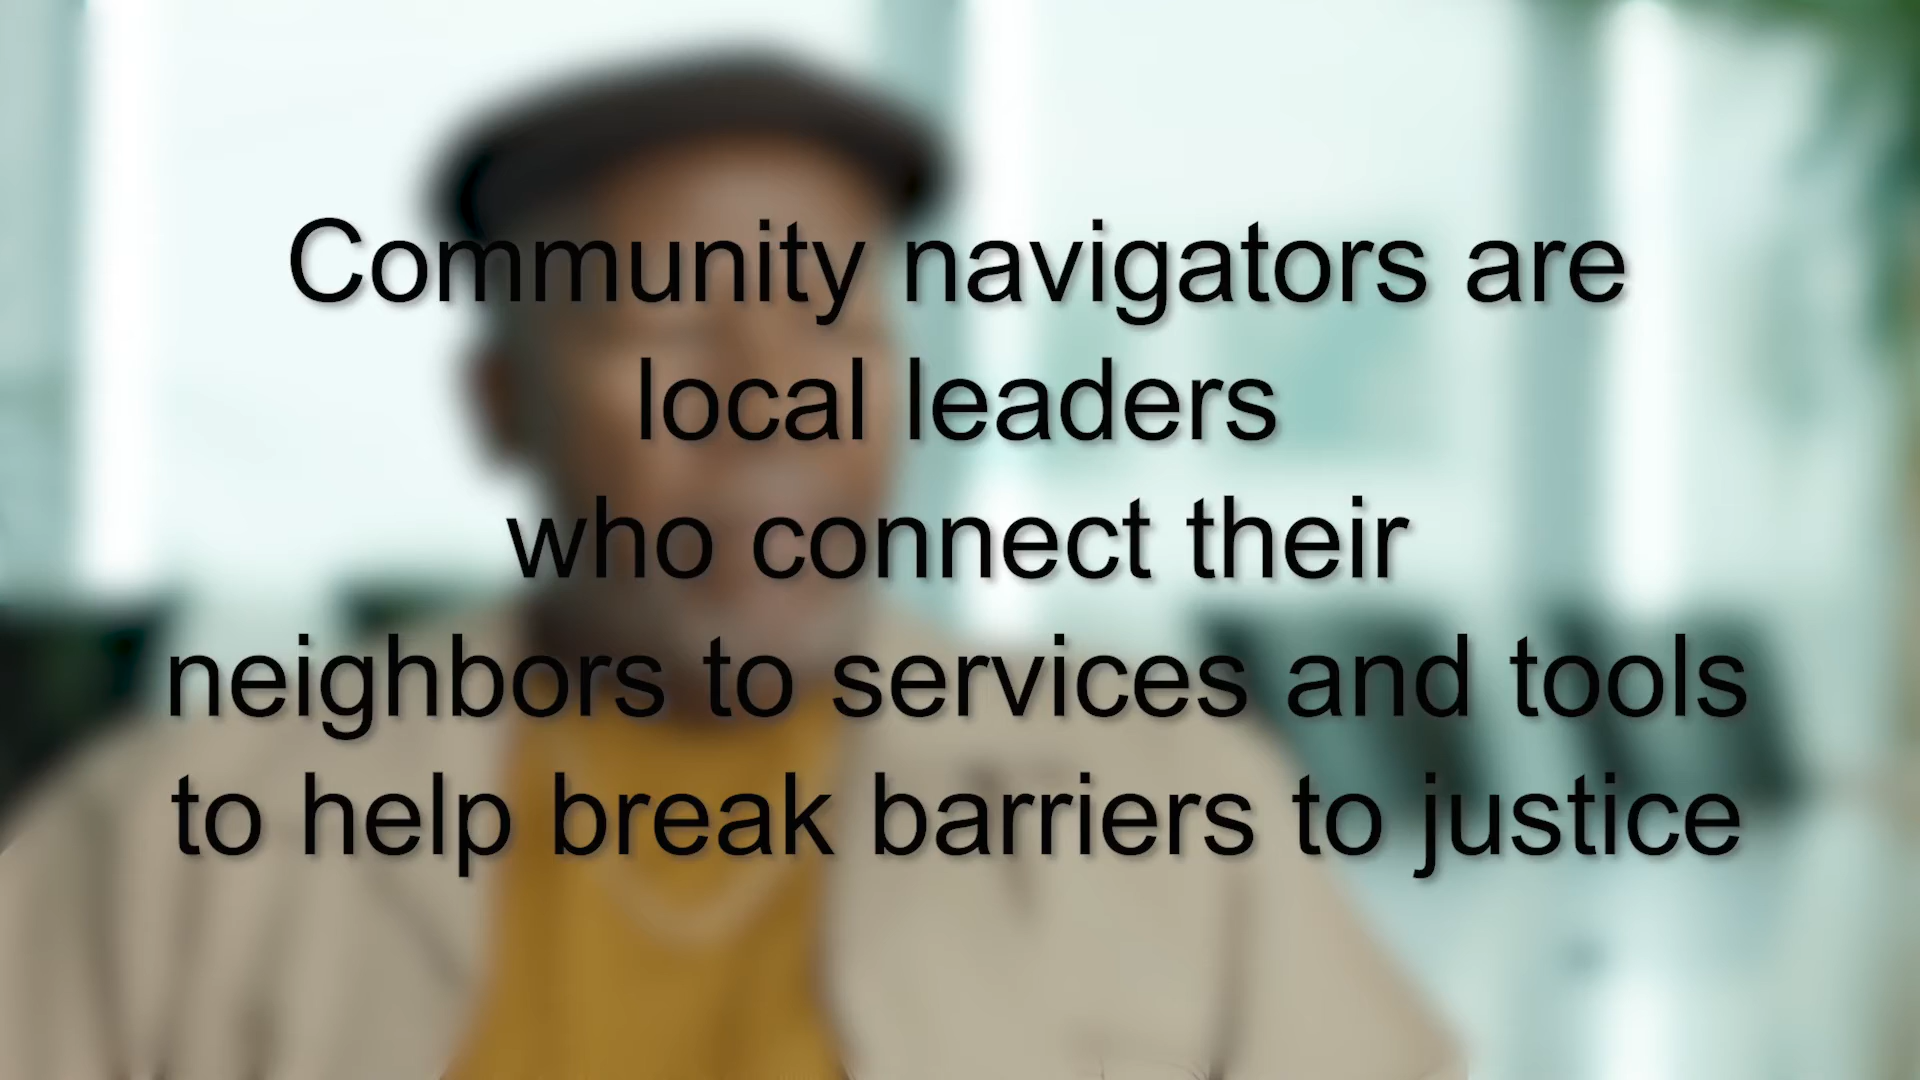 Community navigators are
local leaders
who connect their
neighbors to services and tools
to help break barriers to justice